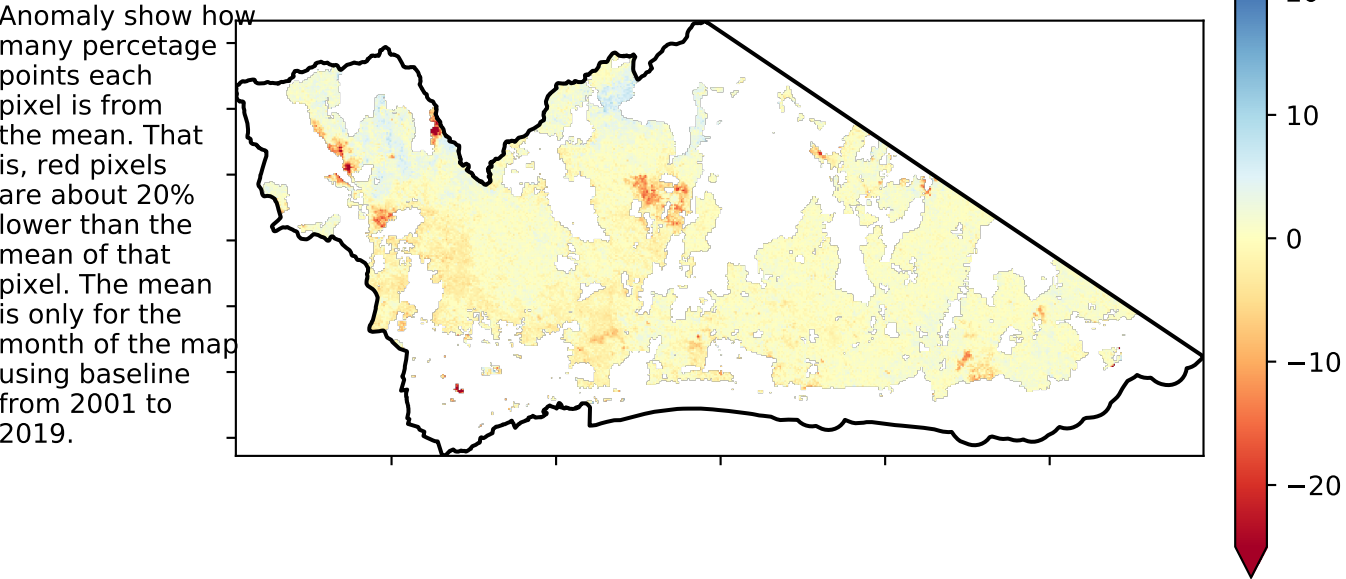 Anomaly show how
many percetage
points each
pixel is from
the mean. That
is, red pixels
are about 20%
lower than the
mean of that
pixel. The mean
is only for the
month of the map
using baseline
from 2001 to
2019.
10
0
−10
−20